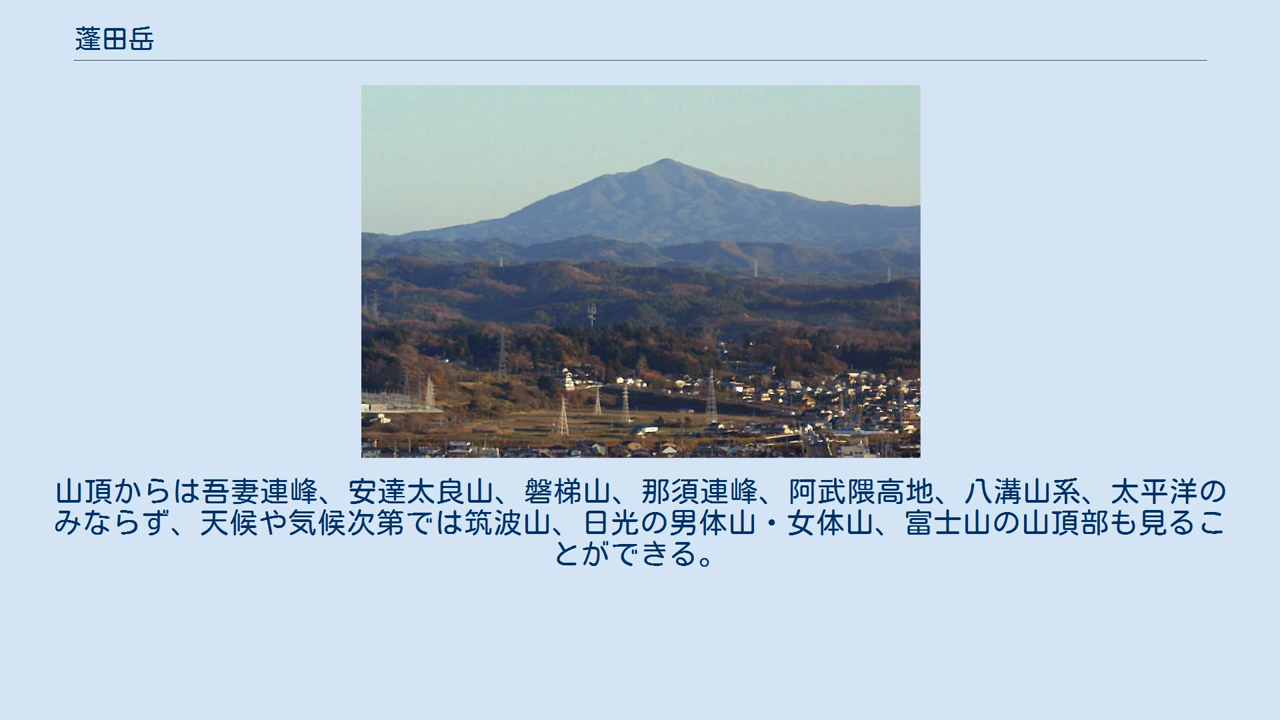 蓬田岳
山頂からは吾妻連峰、安達太良山、磐梯山、那須連峰、阿武隈高地、八溝山系、太平洋の
みならず、天候や気候次第では筑波山、日光の男体山・女体山、富士山の山頂部も見るこ
とができる。